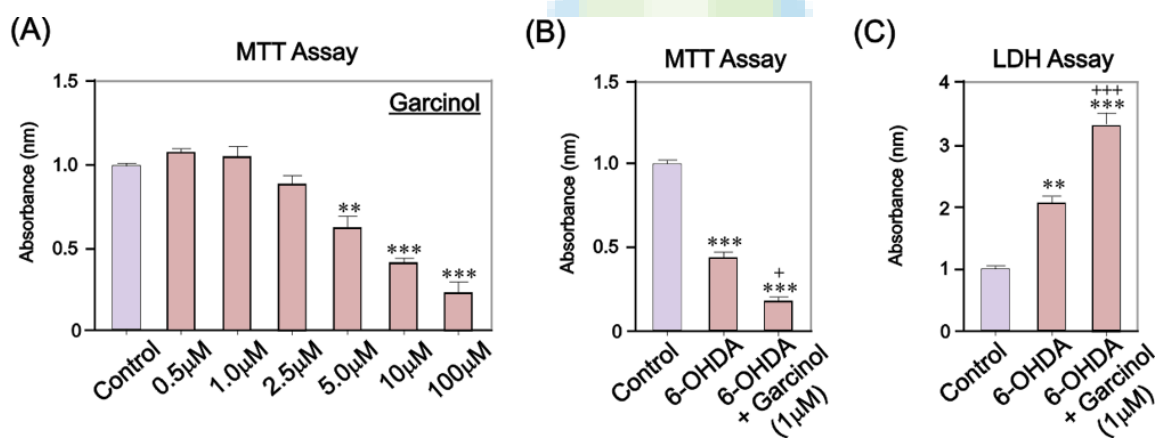 (A)
MTT Assay
Garcinol
Absorbance (nm)
1.5
1.0
0.5
0
**
***
***
Control
0.5μM
1.0μM
2.5μM
5.0μM
10μM
100μM
(B)
MTT Assay
Absorbance (nm)
1.5
1.0
0.5
0
***
+
***
Control
6-OHDA
6-OHDA
+ Garcinol
(1μM)
(C)
LDH Assay
Absorbance (nm)
4
3
2
1
0
**
+++
***
Control
6-OHDA
6-OHDA
+ Garcinol
(1μM)